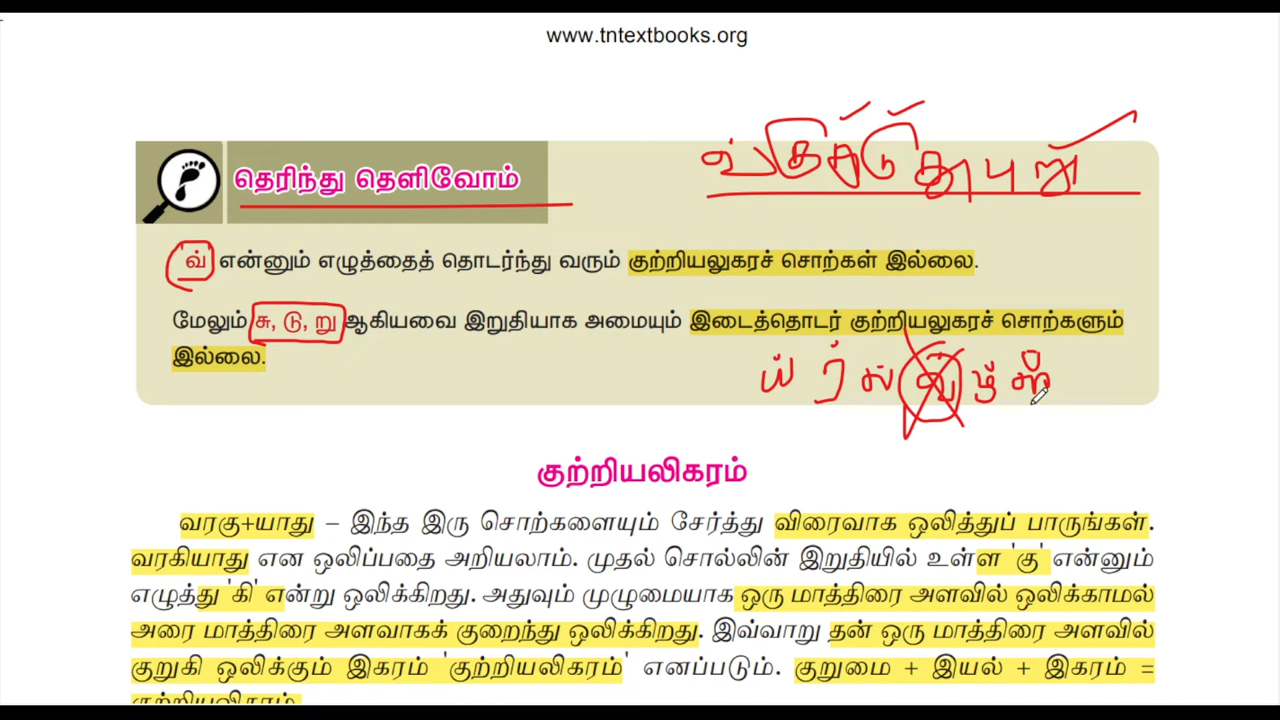 www.tntextbooks.org
வ் கு சு டு து பு று
தெரிந்து தெளிவோம்
'வ்' என்னும் எழுத்தைத் தொடர்ந்து வரும் குற்றியலுகரச் சொற்கள் இல்லை.
மேலும் சு, டு, று ஆகியவை இறுதியாக அமையும் இடைத்தொடர் குற்றியலுகரச் சொற்களும்
இல்லை.
ய் ர் ல் வ் ழ் ள்
குற்றியலிகரம்
வரகு+யாது – இந்த இரு சொற்களையும் சேர்த்து விரைவாக ஒலித்துப் பாருங்கள்.
வரகியாது என ஒலிப்பதை அறியலாம். முதல் சொல்லின் இறுதியில் உள்ள 'கு' என்னும்
எழுத்து 'கி' என்று ஒலிக்கிறது. அதுவும் முழுமையாக ஒரு மாத்திரை அளவில் ஒலிக்காமல்
அரை மாத்திரை அளவாகக் குறைந்து ஒலிக்கிறது. இவ்வாறு தன் ஒரு மாத்திரை அளவில்
குறுகி ஒலிக்கும் இகரம் 'குற்றியலிகரம்' எனப்படும். குறுமை + இயல் + இகரம் =
குற்றியலிகரம்.